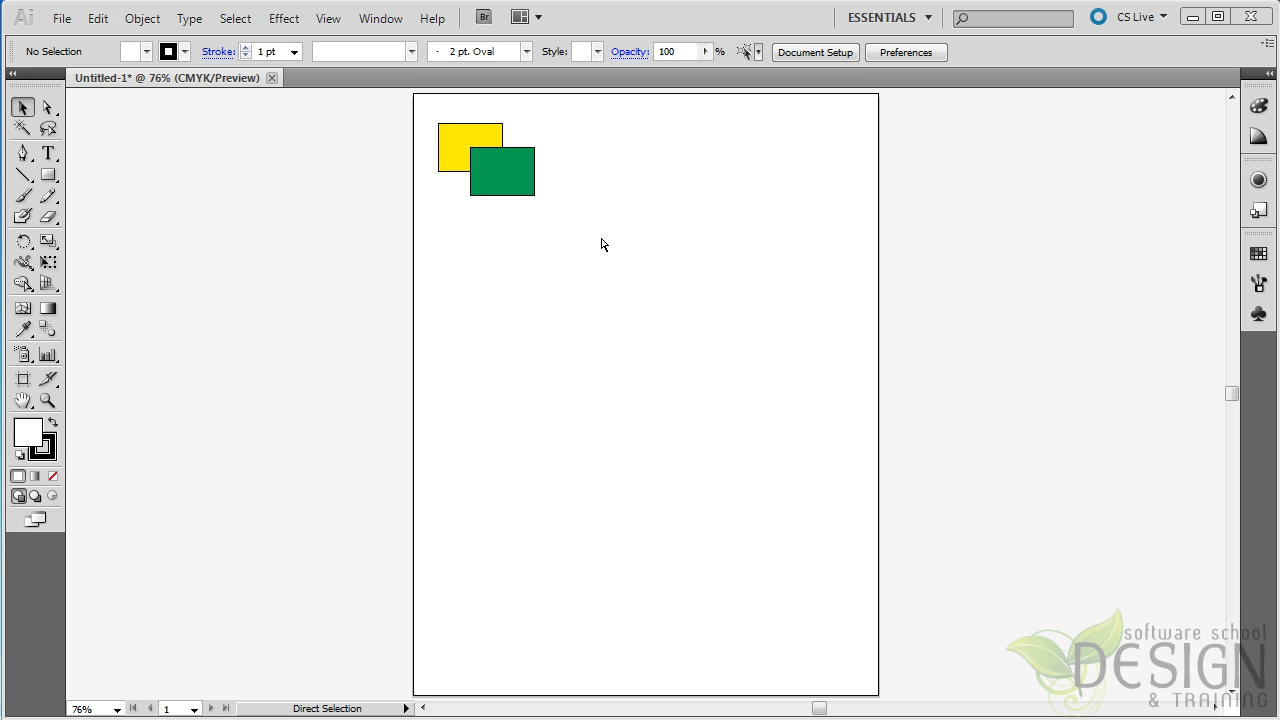 Ai File Edit Object Type Select Effect View Window Help Br ESSENTIALS CS Live
No Selection Stroke: 1 pt 2 pt. Oval Style: Opacity: 100 % Document Setup Preferences
Untitled-1* @ 76% (CMYK/Preview)
T
software school
DESIGN
& TRAINING
76% 1 Direct Selection